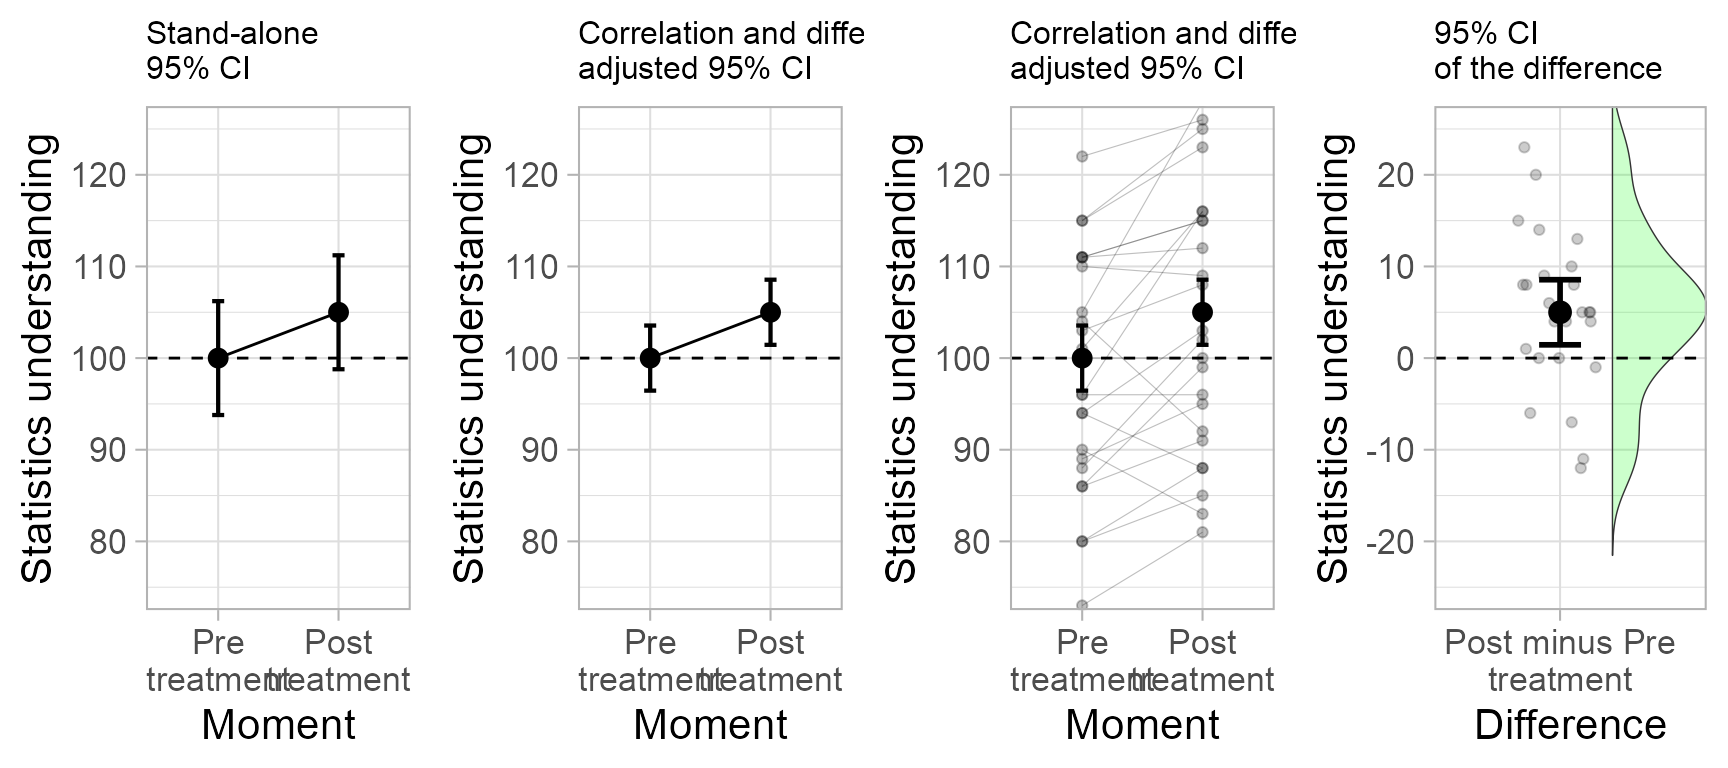 Stand-alone
95% CI
Statistics understanding
120
110
100
90
80
Pre
treatment
Post
treatment
Moment
Correlation and diffe
adjusted 95% CI
Statistics understanding
120
110
100
90
80
Pre
treatment
Post
treatment
Moment
Correlation and diffe
adjusted 95% CI
Statistics understanding
120
110
100
90
80
Pre
treatment
Post
treatment
Moment
95% CI
of the difference
Statistics understanding
20
10
0
-10
-20
Post minus Pre
treatment
Difference